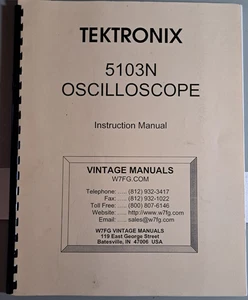 TEKTRONIX
5103N
OSCILLOSCOPE
Instruction Manual
VINTAGE MANUALS
W7FG.COM
Telephone: ..... (812) 932-3417
Fax: ..... (812) 932-1022
Toll Free: ..... (800) 807-6146
Website: ..... http://www.w7fg.com
Email: ..... sales@w7fg.com
W7FG VINTAGE MANUALS
119 East George Street
Batesville, IN 47006 USA